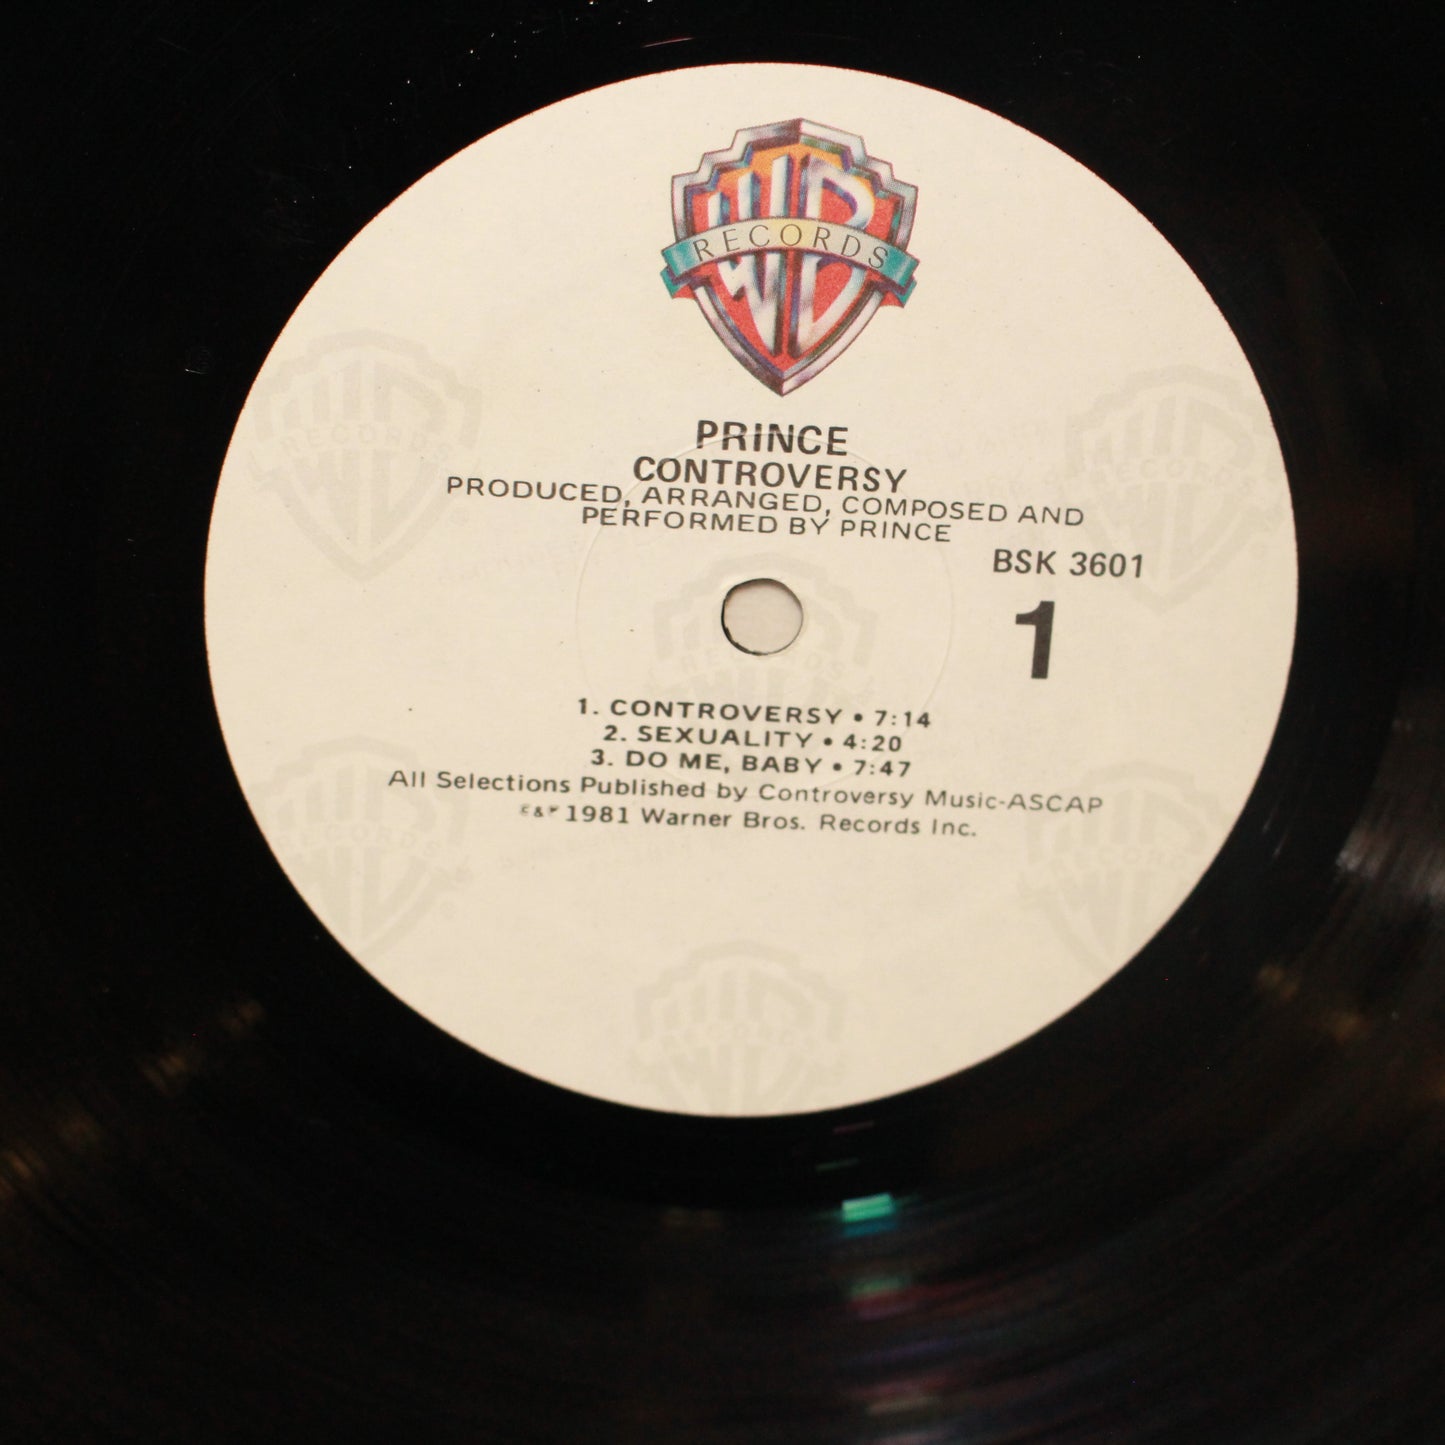 WB
RECORDS
PRINCE
CONTROVERSY
PRODUCED, ARRANGED, COMPOSED AND
PERFORMED BY PRINCE
BSK 3601
1
1. CONTROVERSY • 7:14
2. SEXUALITY • 4:20
3. DO ME, BABY • 7:47
All Selections Published by Controversy Music-ASCAP
© & ℗ 1981 Warner Bros. Records Inc.